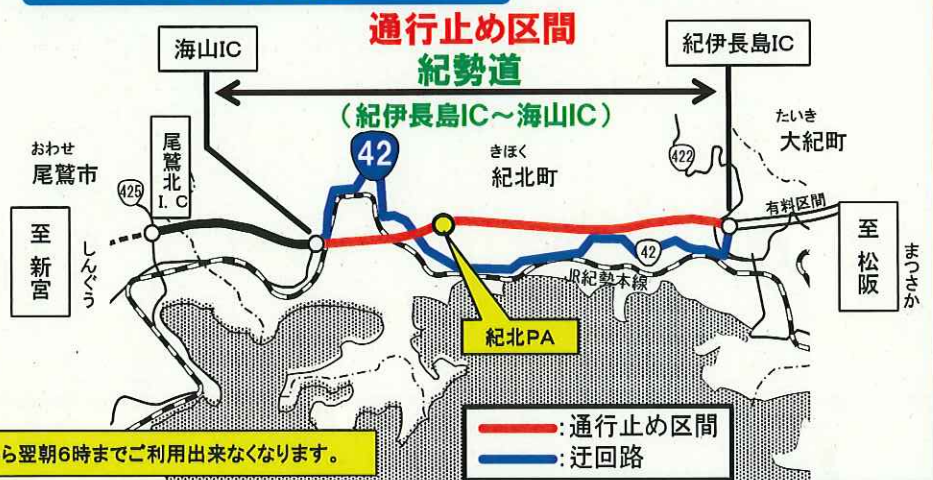 通行止め区間
紀勢道
(紀伊長島IC～海山IC)
海山IC
紀伊長島IC
おわせ
尾鷲市
425
尾鷲北
I.C
42
きほく
紀北町
422
たいき
大紀町
有料区間
至新宮
しんぐう
42
JR紀勢本線
至松阪
まつさか
紀北PA
:通行止め区間
:迂回路
ら翌朝6時までご利用出来なくなります。